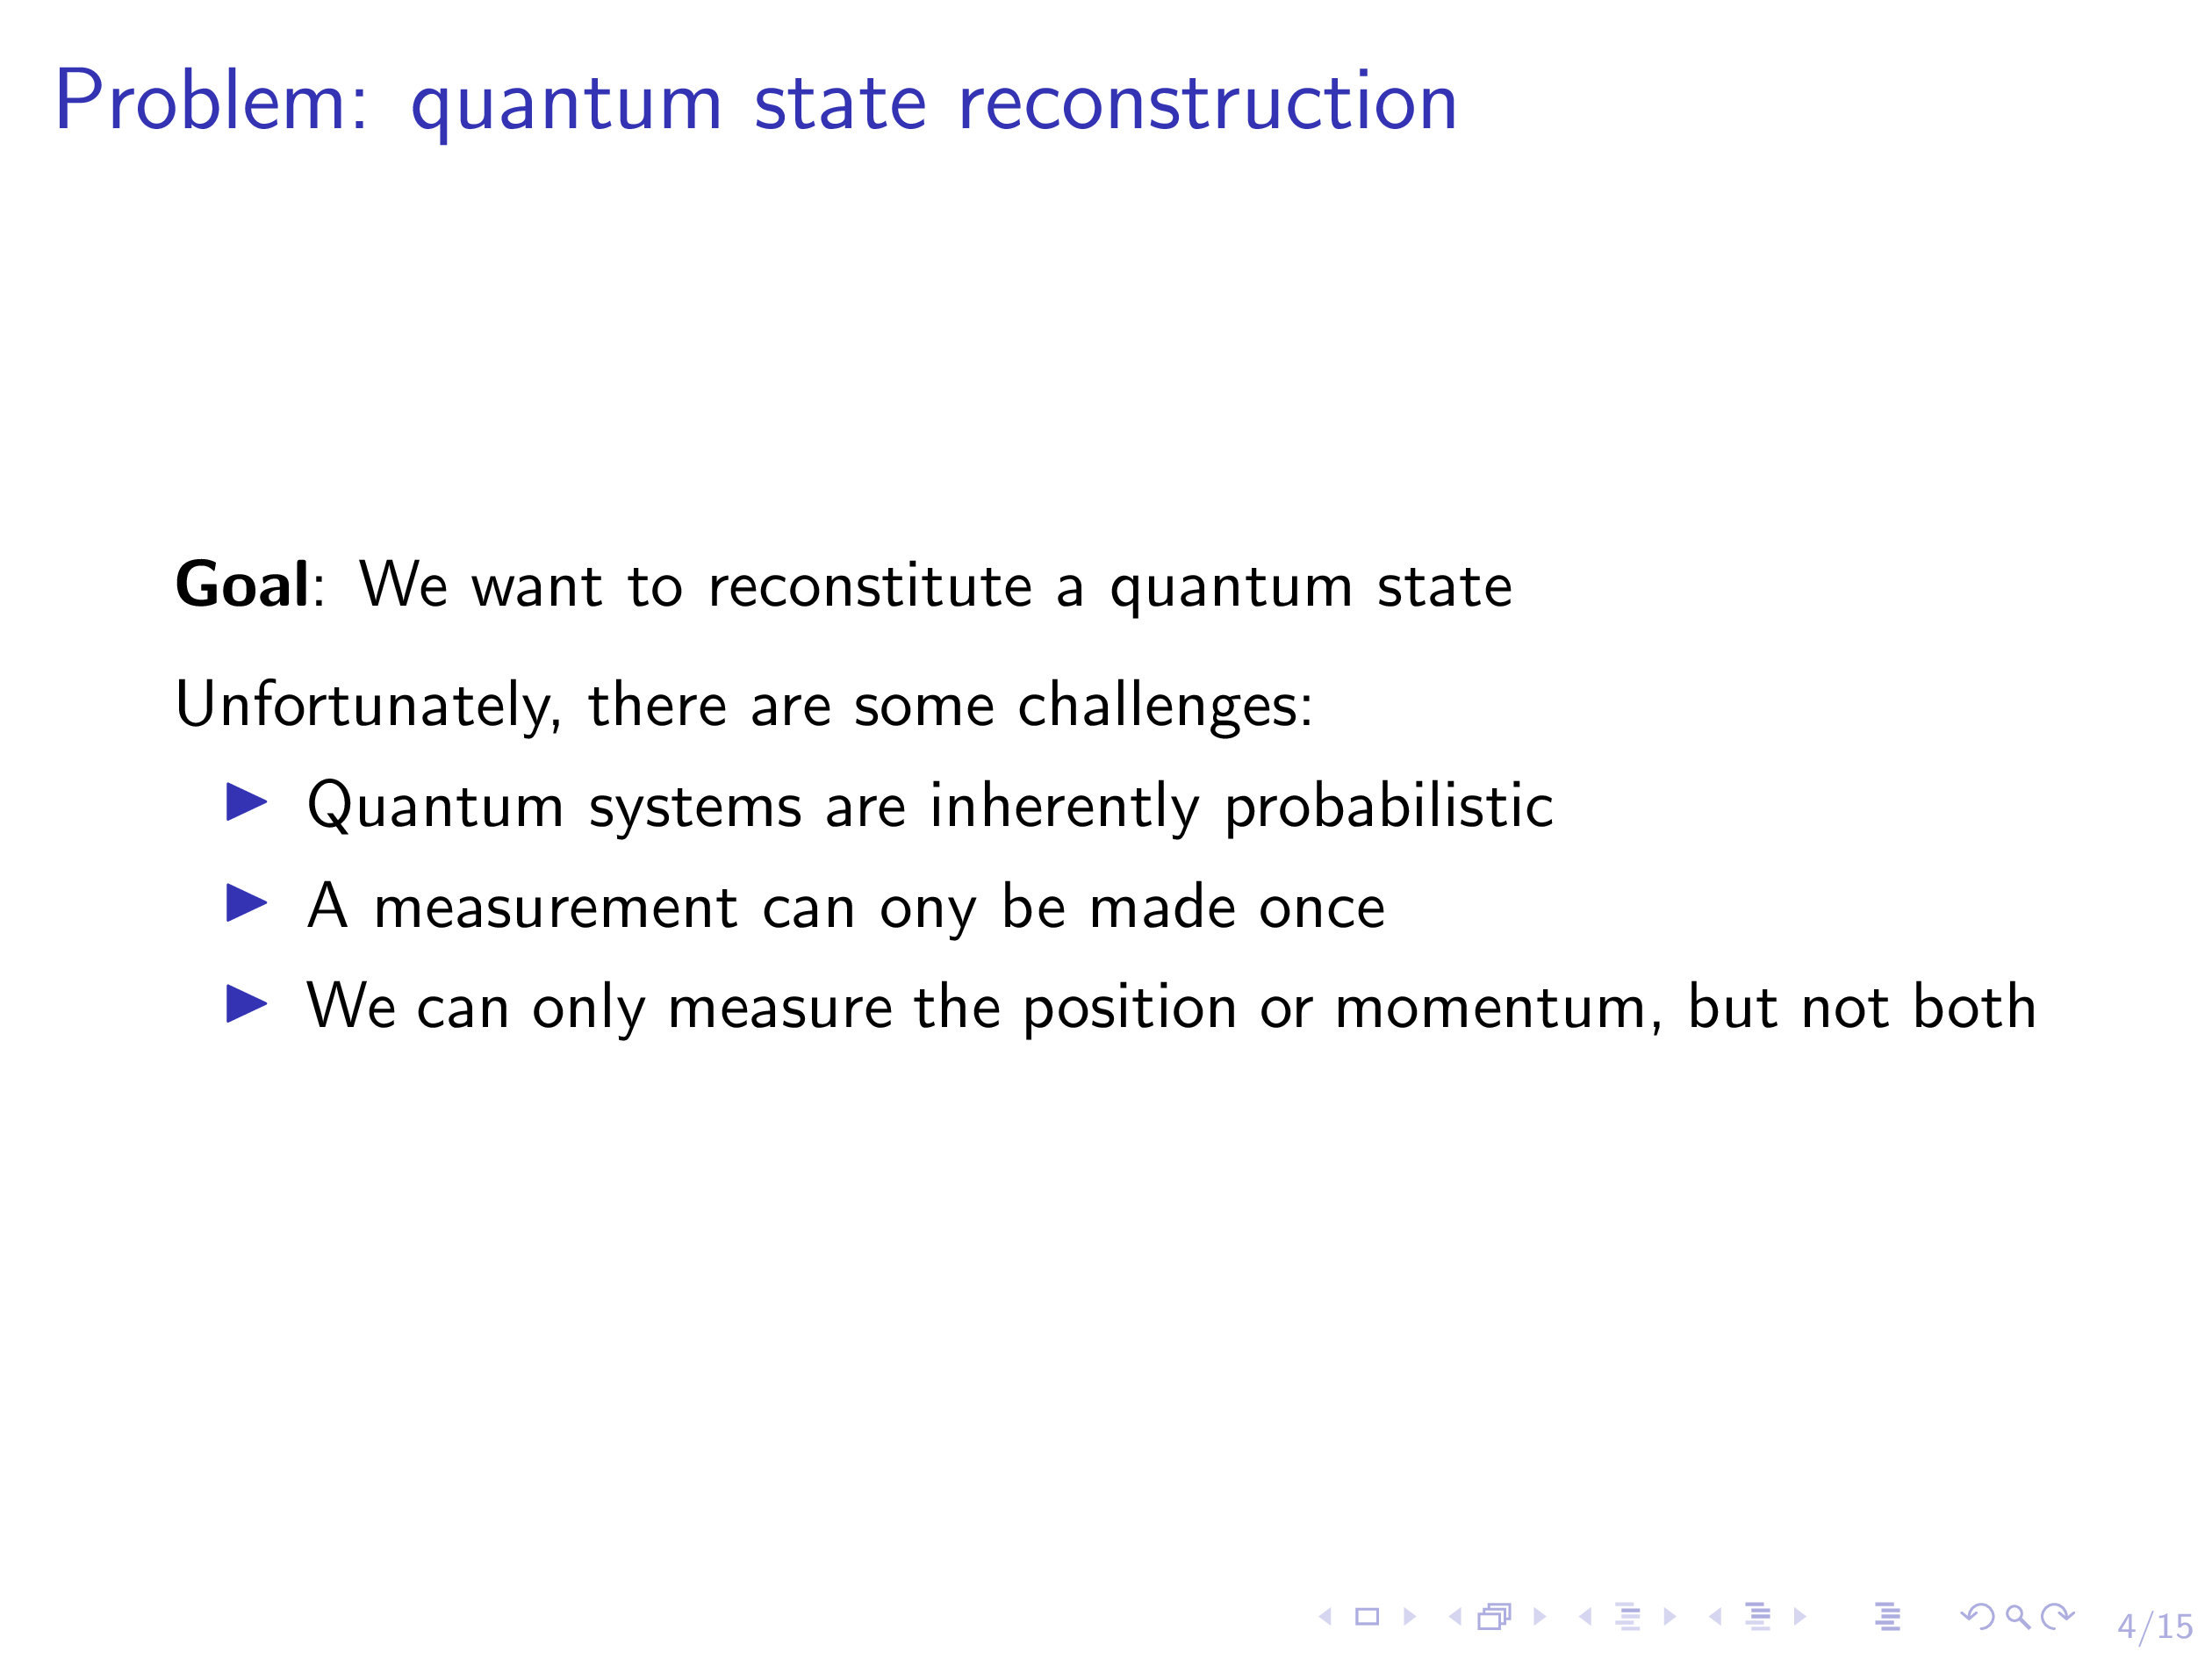 Problem: quantum state reconstruction
Goal: We want to reconstitute a quantum state
Unfortunately, there are some challenges:
Quantum systems are inherently probabilistic
A measurement can ony be made once
We can only measure the position or momentum, but not both
4/15